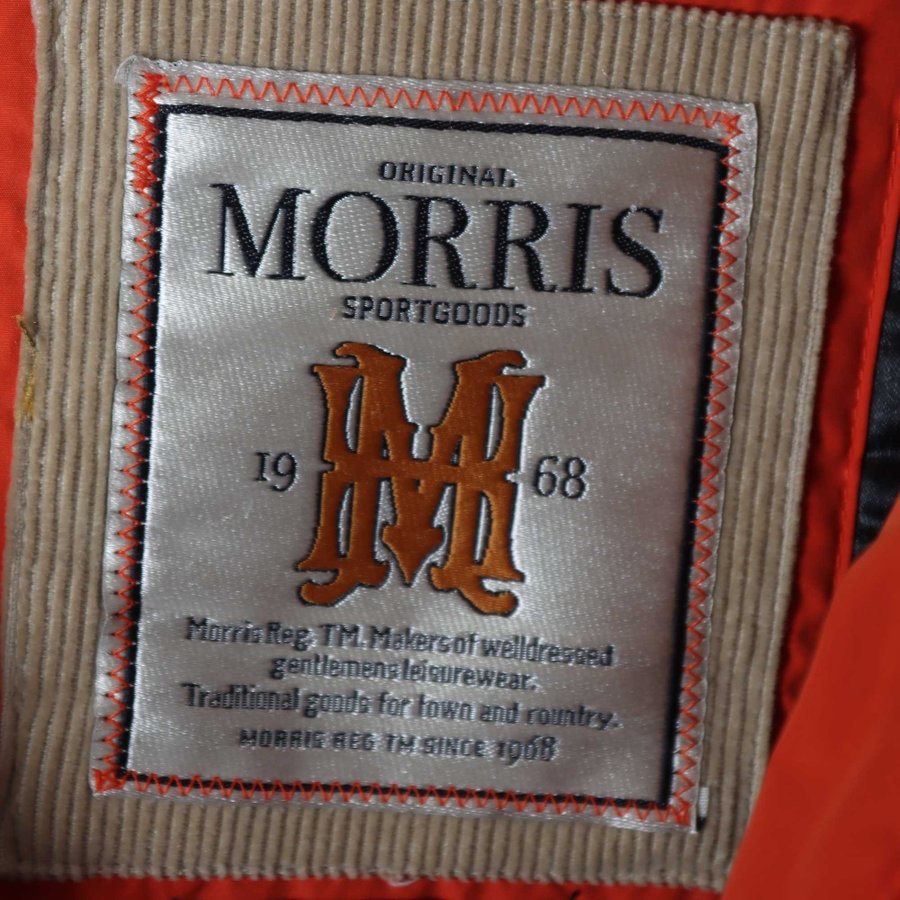 ORIGINAL
MORRIS
SPORTGOODS
M
19 68
Morris Reg. TM. Makers of welldressed
gentlemens leisurewear.
Traditional goods for town and country.
MORRIS REG TM SINCE 1968